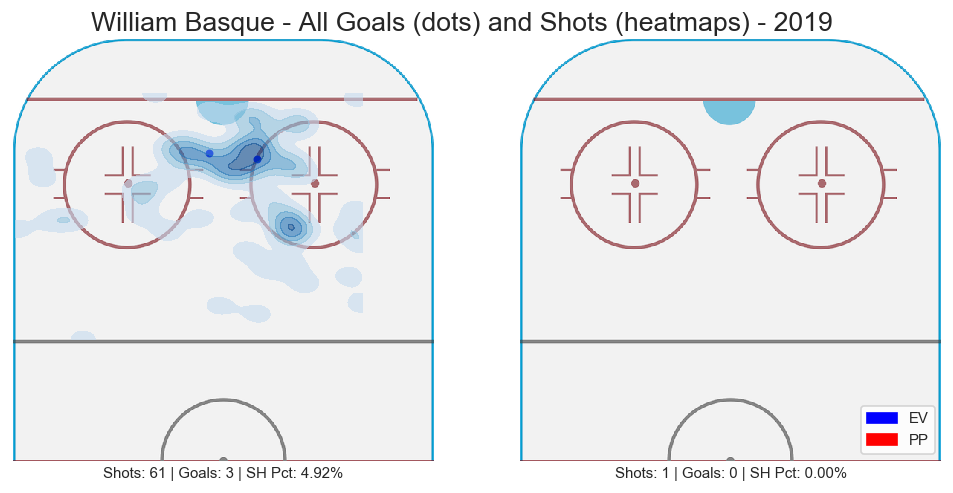 William Basque - All Goals (dots) and Shots (heatmaps) - 2019
EV
PP
Shots: 61 | Goals: 3 | SH Pct: 4.92%
Shots: 1 | Goals: 0 | SH Pct: 0.00%